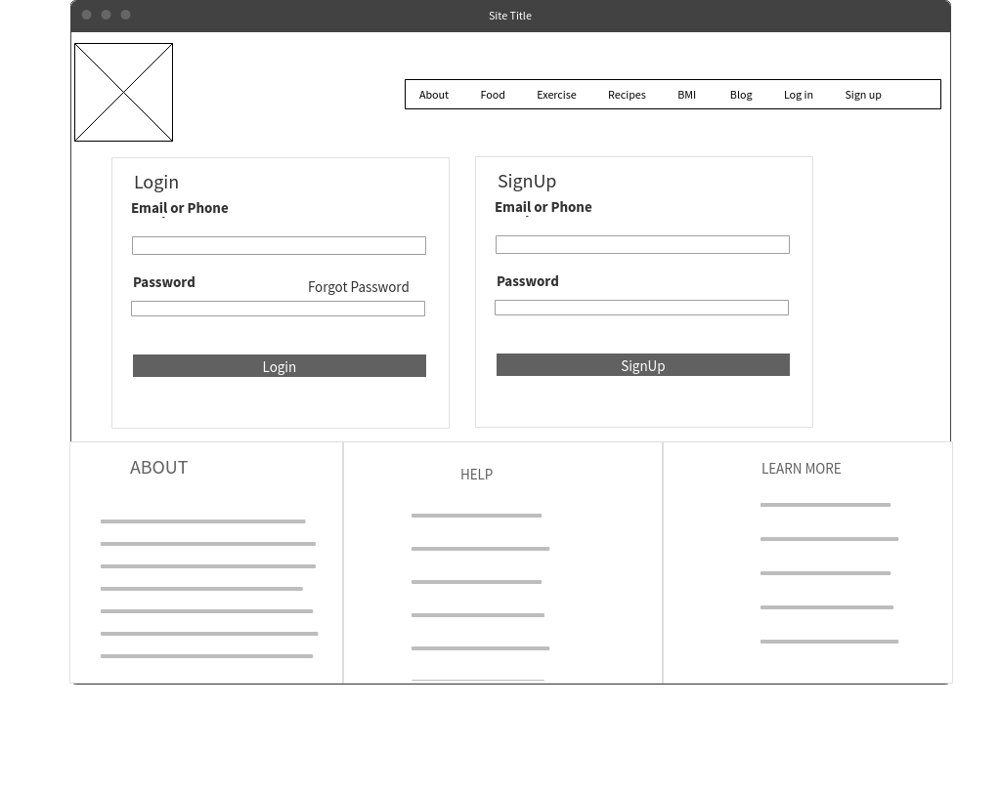 Site Title
About Food Exercise Recipes BMI Blog Log in Sign up
Login
Email or Phone
Password
Forgot Password
Login
SignUp
Email or Phone
Password
SignUp
ABOUT
HELP
LEARN MORE